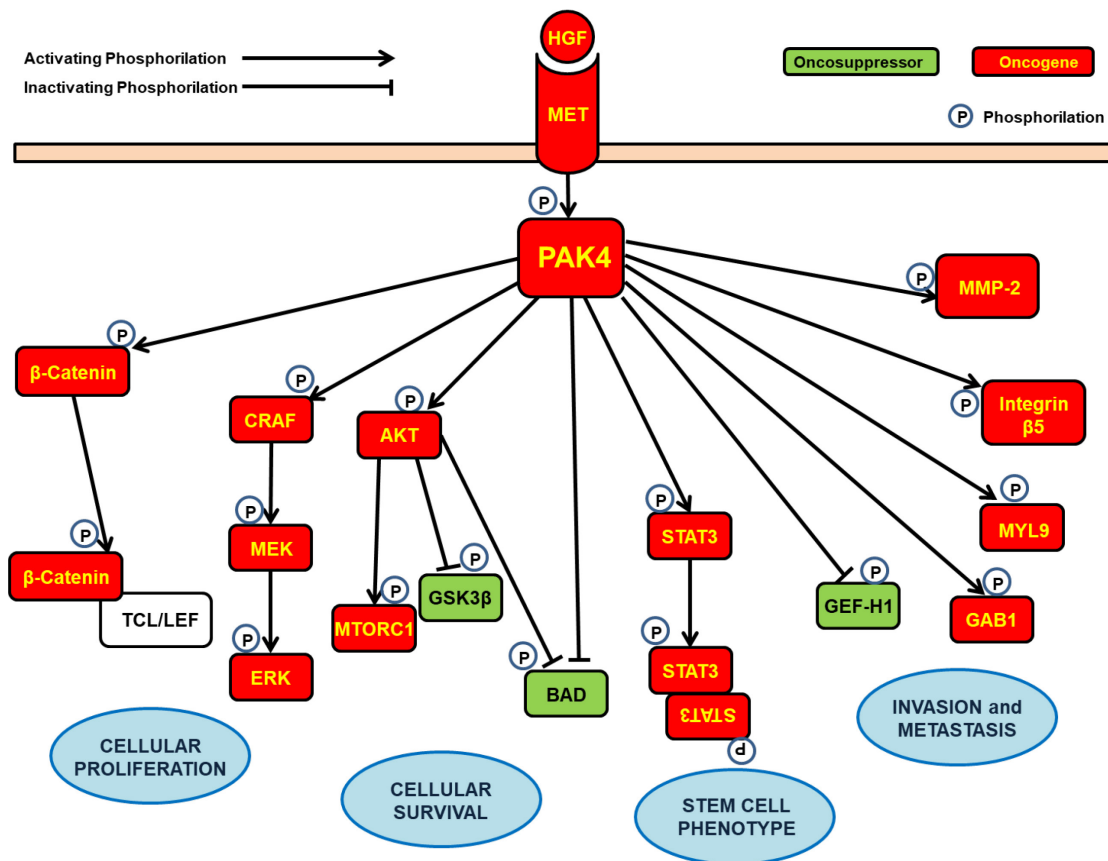 HGF
Activating Phosphorilation
Inactivating Phosphorilation
Oncosuppressor
Oncogene
MET
P Phosphorilation
P
PAK4
P
MMP-2
P
β-Catenin
P
CRAF
P
AKT
P
Integrin
β5
P
MEK
P
STAT3
P
MYL9
P
β-Catenin
TCL/LEF
P
GSK3β
P
MTORC1
P
GEF-H1
P
GAB1
P
ERK
P
BAD
P
STAT3
STAT3
P
CELLULAR
PROLIFERATION
CELLULAR
SURVIVAL
STEM CELL
PHENOTYPE
INVASION and
METASTASIS